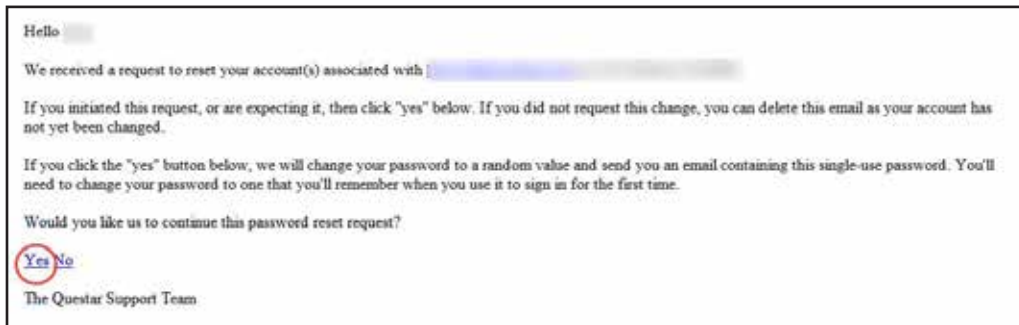 Hello
We received a request to reset your account(s) associated with
If you initiated this request, or are expecting it, then click "yes" below. If you did not request this change, you can delete this email as your account has
not yet been changed.
If you click the "yes" button below, we will change your password to a random value and send you an email containing this single-use password. You'll
need to change your password to one that you'll remember when you use it to sign in for the first time.
Would you like us to continue this password reset request?
Yes No
The Questar Support Team